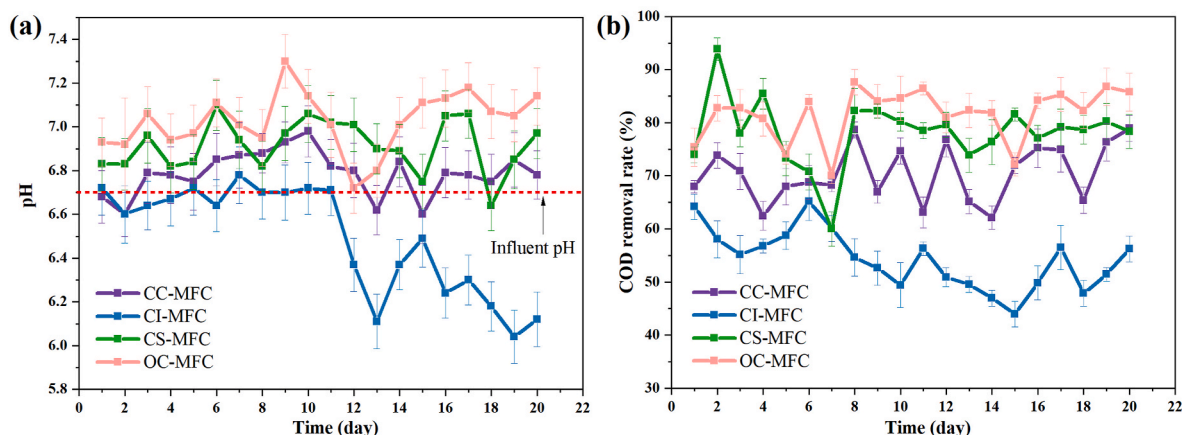 (a)
7.4
7.2
7.0
6.8
6.6
6.4
6.2
6.0
5.8
pH
Influent pH
CC-MFC
CI-MFC
CS-MFC
OC-MFC
0 2 4 6 8 10 12 14 16 18 20 22
Time (day)
(b)
100
90
80
70
60
50
40
30
COD removal rate (%)
CC-MFC
CI-MFC
CS-MFC
OC-MFC
0 2 4 6 8 10 12 14 16 18 20 22
Time (day)